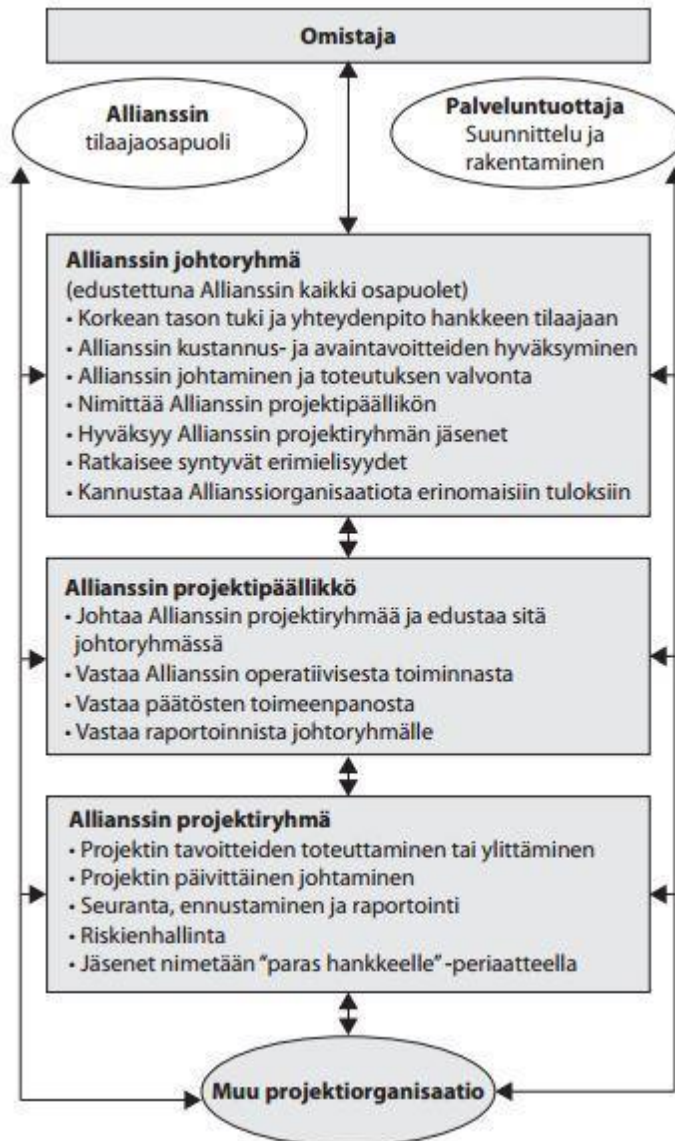 Omistaja
Allianssin
tilaajaosapuoli
Palveluntuottaja
Suunnittelu ja
rakentaminen
Allianssin johtoryhmä
(edustettuna Allianssin kaikki osapuolet)
• Korkean tason tuki ja yhteydenpito hankkeen tilaajaan
• Allianssin kustannus- ja avaintavoitteiden hyväksyminen
• Allianssin johtaminen ja toteutuksen valvonta
• Nimittää Allianssin projektipäällikön
• Hyväksyy Allianssin projektiryhmän jäsenet
• Ratkaisee syntyvät erimielisyydet
• Kannustaa Allianssiorganisaatiota erinomaisiin tuloksiin
Allianssin projektipäällikkö
• Johtaa Allianssin projektiryhmää ja edustaa sitä
johtoryhmässä
• Vastaa Allianssin operatiivisesta toiminnasta
• Vastaa päätösten toimeenpanosta
• Vastaa raportoinnista johtoryhmälle
Allianssin projektiryhmä
• Projektin tavoitteiden toteuttaminen tai ylittäminen
• Projektin päivittäinen johtaminen
• Seuranta, ennustaminen ja raportointi
• Riskienhallinta
• Jäsenet nimetään ”paras hankkeelle” -periaatteella
Muu projektiorganisaatio